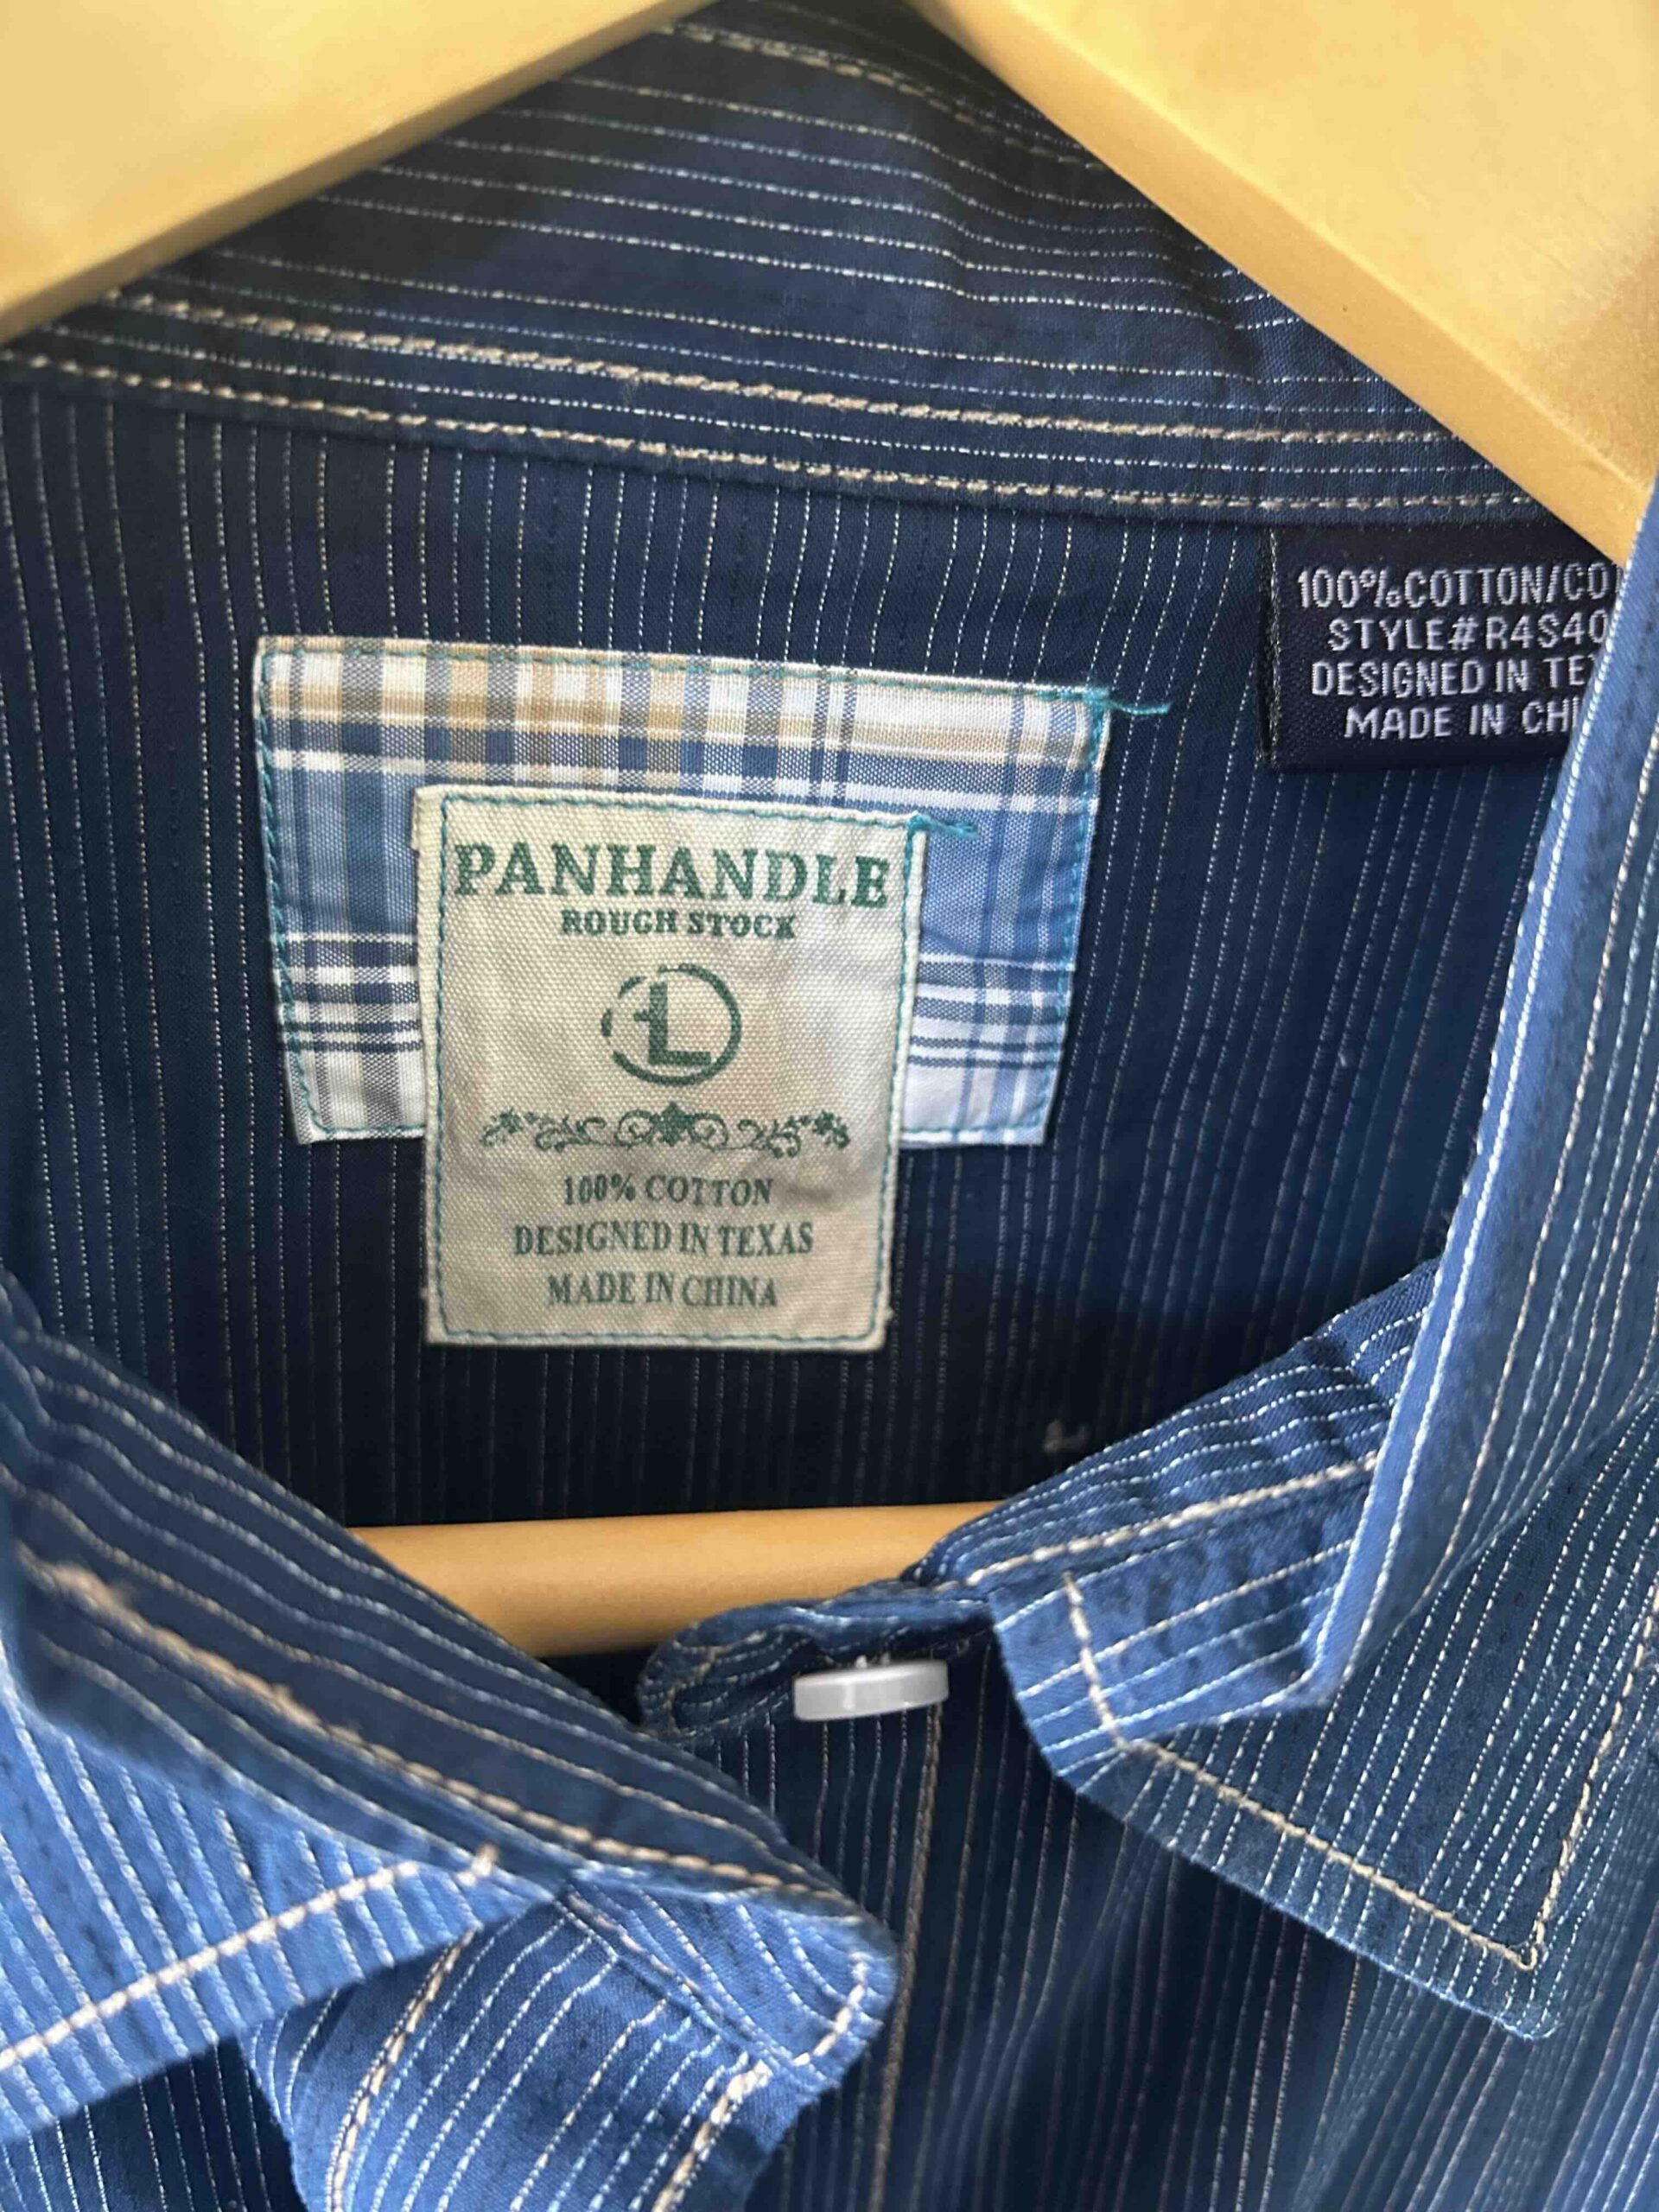 PANHANDLE
ROUGH STOCK
L
100% COTTON
DESIGNED IN TEXAS
MADE IN CHINA
100%COTTON/CO
STYLE#R4S40
DESIGNED IN TE
MADE IN CHI